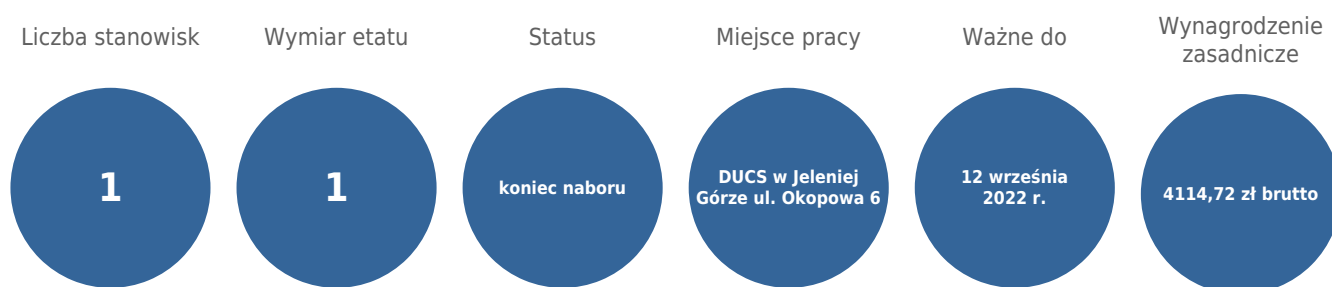 Liczba stanowisk
1
Wymiar etatu
1
Status
koniec naboru
Miejsce pracy
DUCS w Jeleniej
Górze ul. Okopowa 6
Ważne do
12 września
2022 r.
Wynagrodzenie
zasadnicze
4114,72 zł brutto